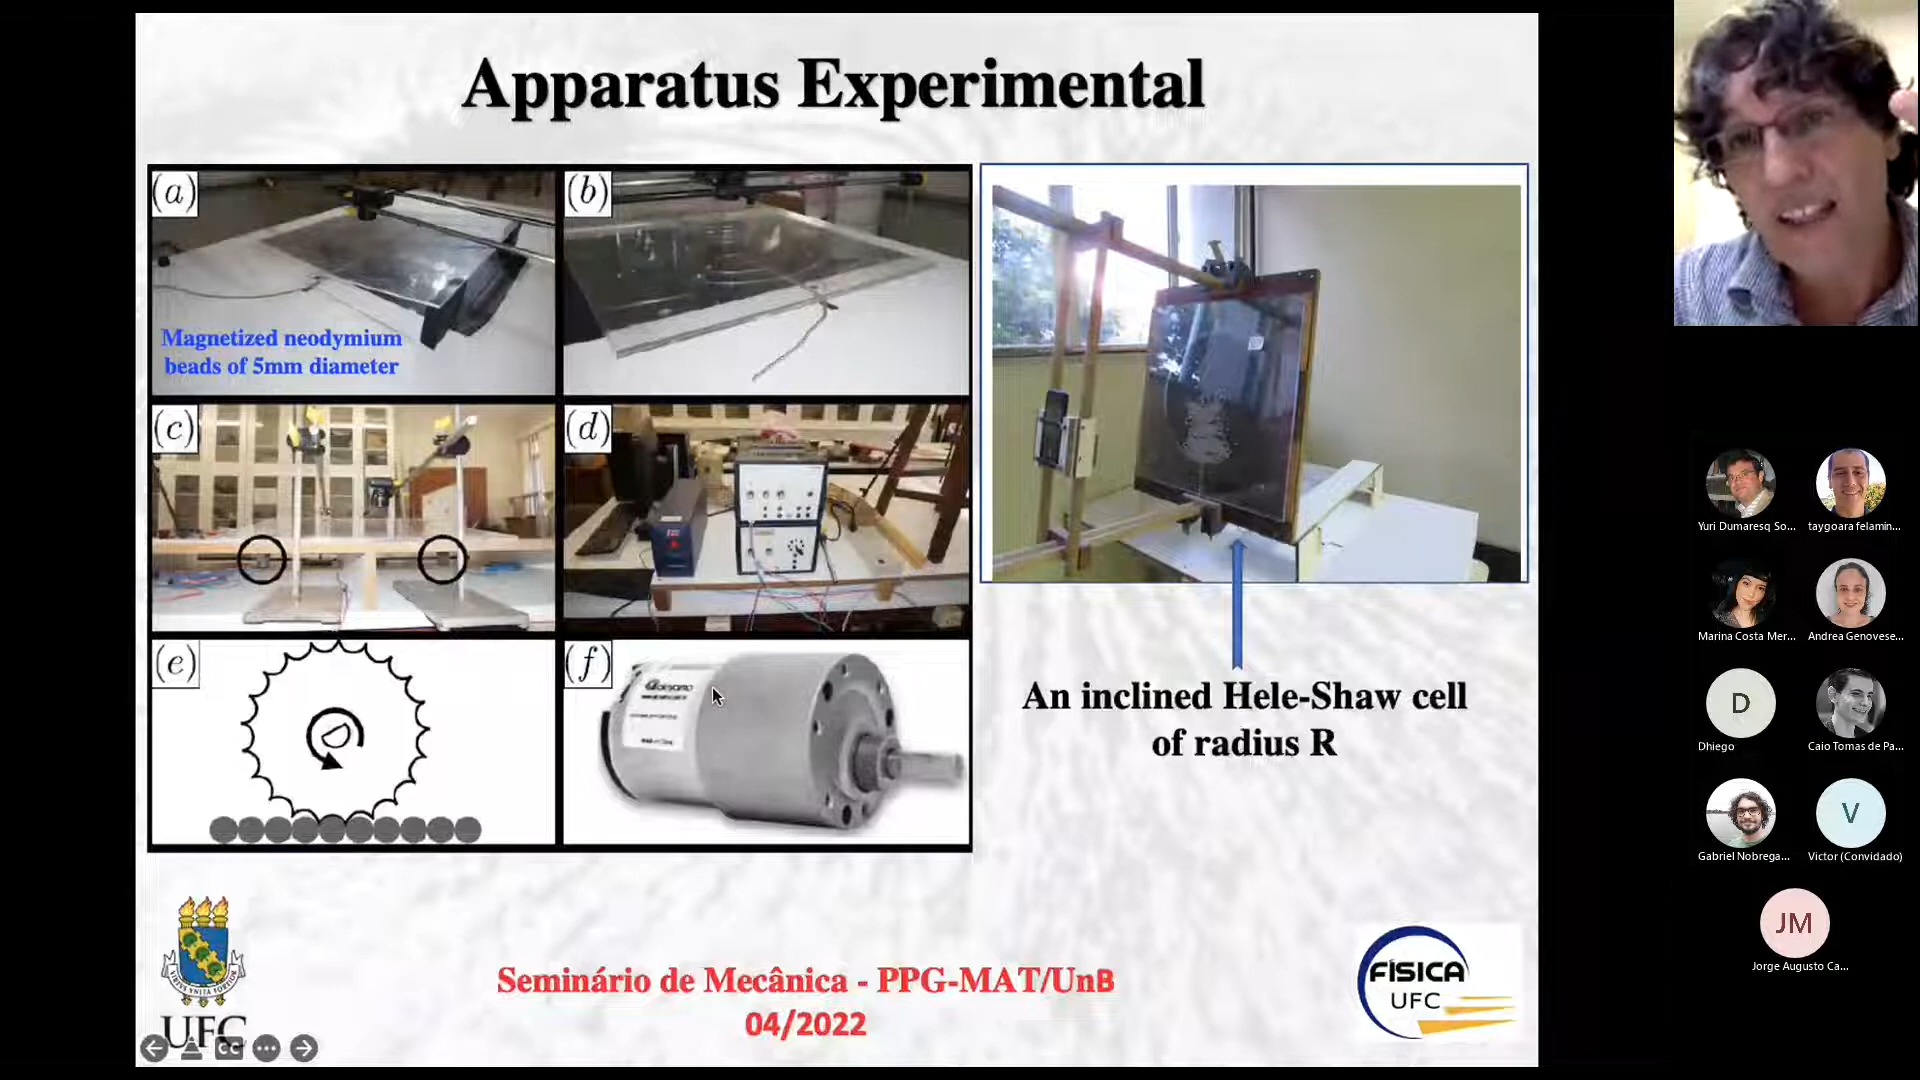 Apparatus Experimental
(a)
(b)
Magnetized neodymium
beads of 5mm diameter
(c)
(d)
(e)
(f)
An inclined Hele-Shaw cell
of radius R
UFC
Seminário de Mecânica - PPG-MAT/UnB
04/2022
FÍSICA
UFC
CC
Yuri Dumaresq So...
taygoara felamin...
Marina Costa Mer...
Andrea Genovese...
D
Dhiego
Caio Tomas de Pa...
Gabriel Nobrega...
V
Victor (Convidado)
JM
Jorge Augusto Ca...